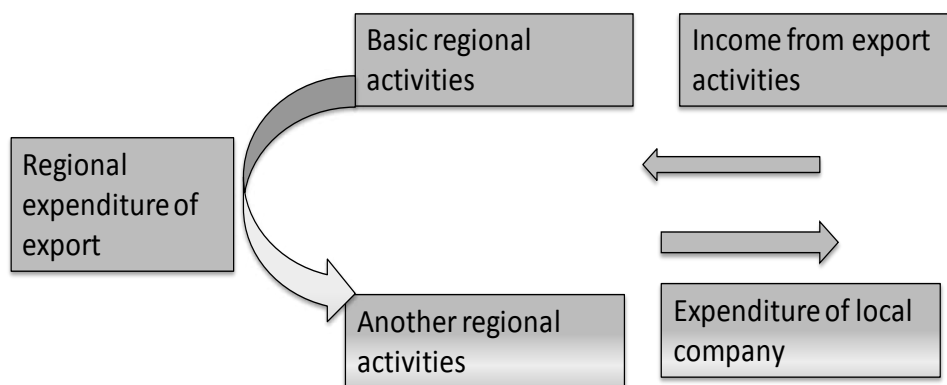 Basic regional
activities
Income from export
activities
Regional
expenditure of
export
Another regional
activities
Expenditure of local
company